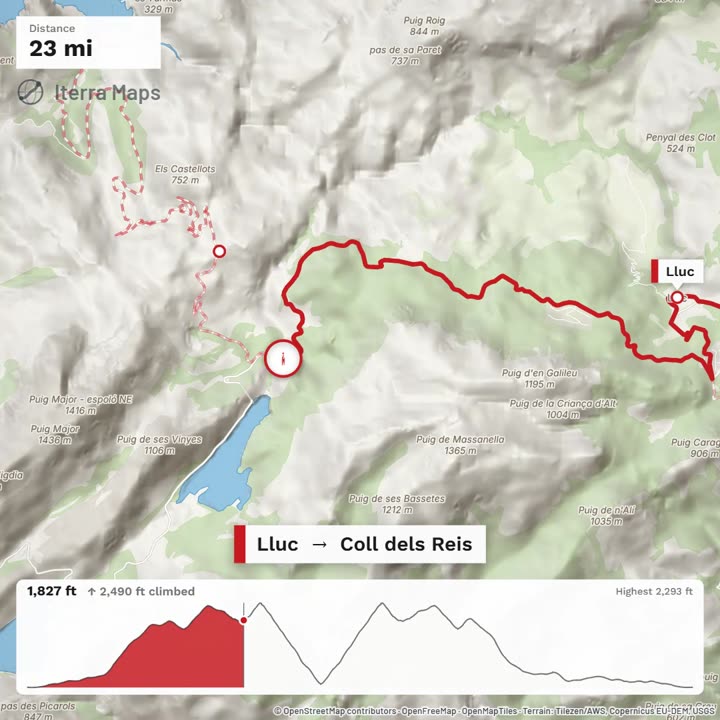 329 m
Distance
23 mi
Iterra Maps
Puig Roig
844 m
pas de sa Paret
737 m
Penyal des Clot
524 m
Els Castellots
752 m
Lluc
Puig d'en Galileu
1195 m
Puig de la Criança d'Alt
1004 m
Puig Major - espoló NE
1416 m
Puig Major
1436 m
Puig de ses Vinyes
1106 m
Puig de Massanella
1365 m
Puig Carag
906 m
Puig de ses Bassetes
1212 m
Puig de n'Alí
1035 m
Lluc → Coll dels Reis
1,827 ft ↑ 2,490 ft climbed
Highest 2,293 ft
pas des Picarols
847 m
© OpenStreetMap contributors - OpenFreeMap - OpenMapTiles - Terrain: Tilezen/AWS, Copernicus EU-DEM, USGS